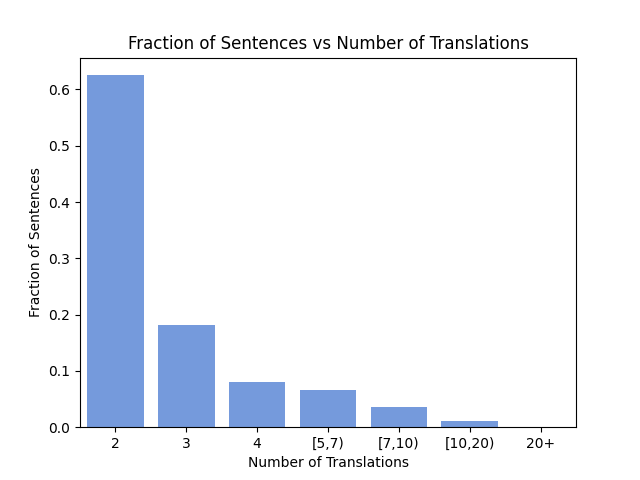 Fraction of Sentences vs Number of Translations
0.6
0.5
0.4
0.3
0.2
0.1
0.0
Fraction of Sentences
2 3 4 [5,7) [7,10) [10,20) 20+
Number of Translations